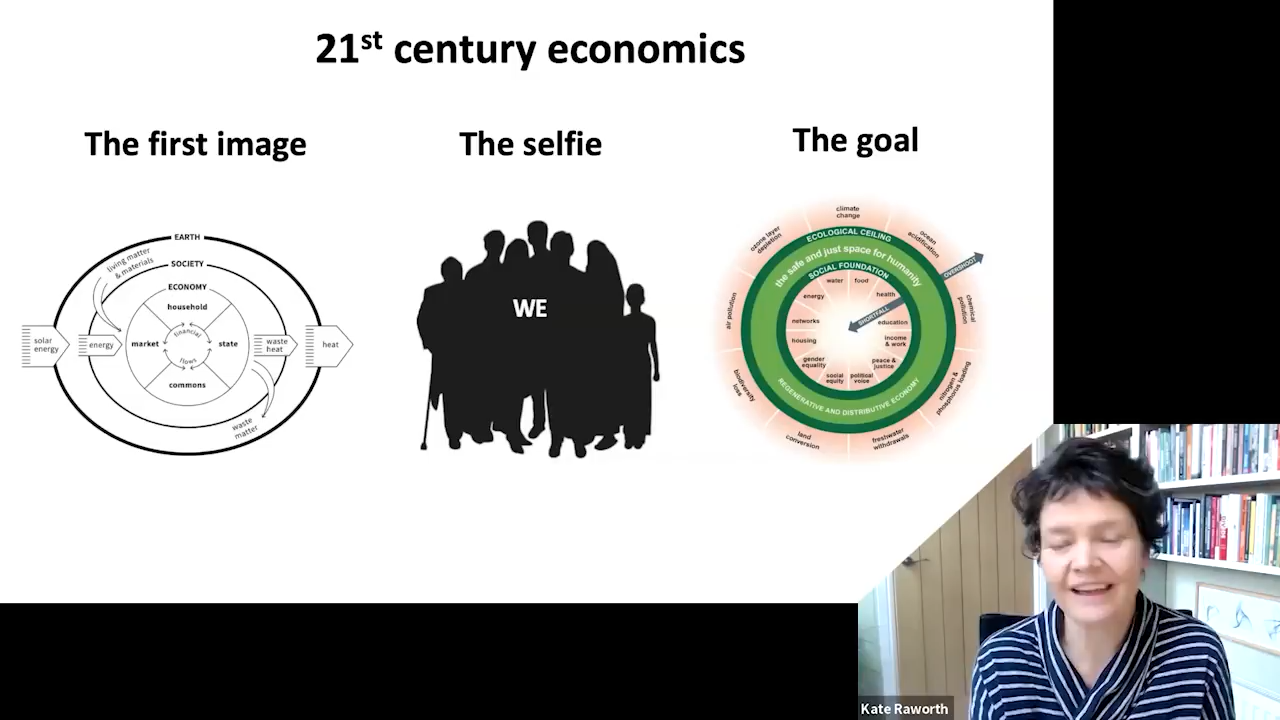 21st century economics
The first image
The selfie
The goal
EARTH
living matter
& materials
SOCIETY
ECONOMY
household
solar
energy
energy
market
financial
flows
state
waste
heat
heat
commons
waste
matter
WE
climate
change
ozone layer
depletion
ocean
acidification
air pollution
chemical
pollution
biodiversity
loss
nitrogen &
phosphorus loading
land
conversion
freshwater
withdrawals
ECOLOGICAL CEILING
the safe and just space for humanity
SOCIAL FOUNDATION
OVERSHOOT
SHORTFALL
water
food
energy
health
networks
education
housing
income
& work
gender
equality
peace &
justice
social
equity
political
voice
REGENERATIVE AND DISTRIBUTIVE ECONOMY
Kate Raworth